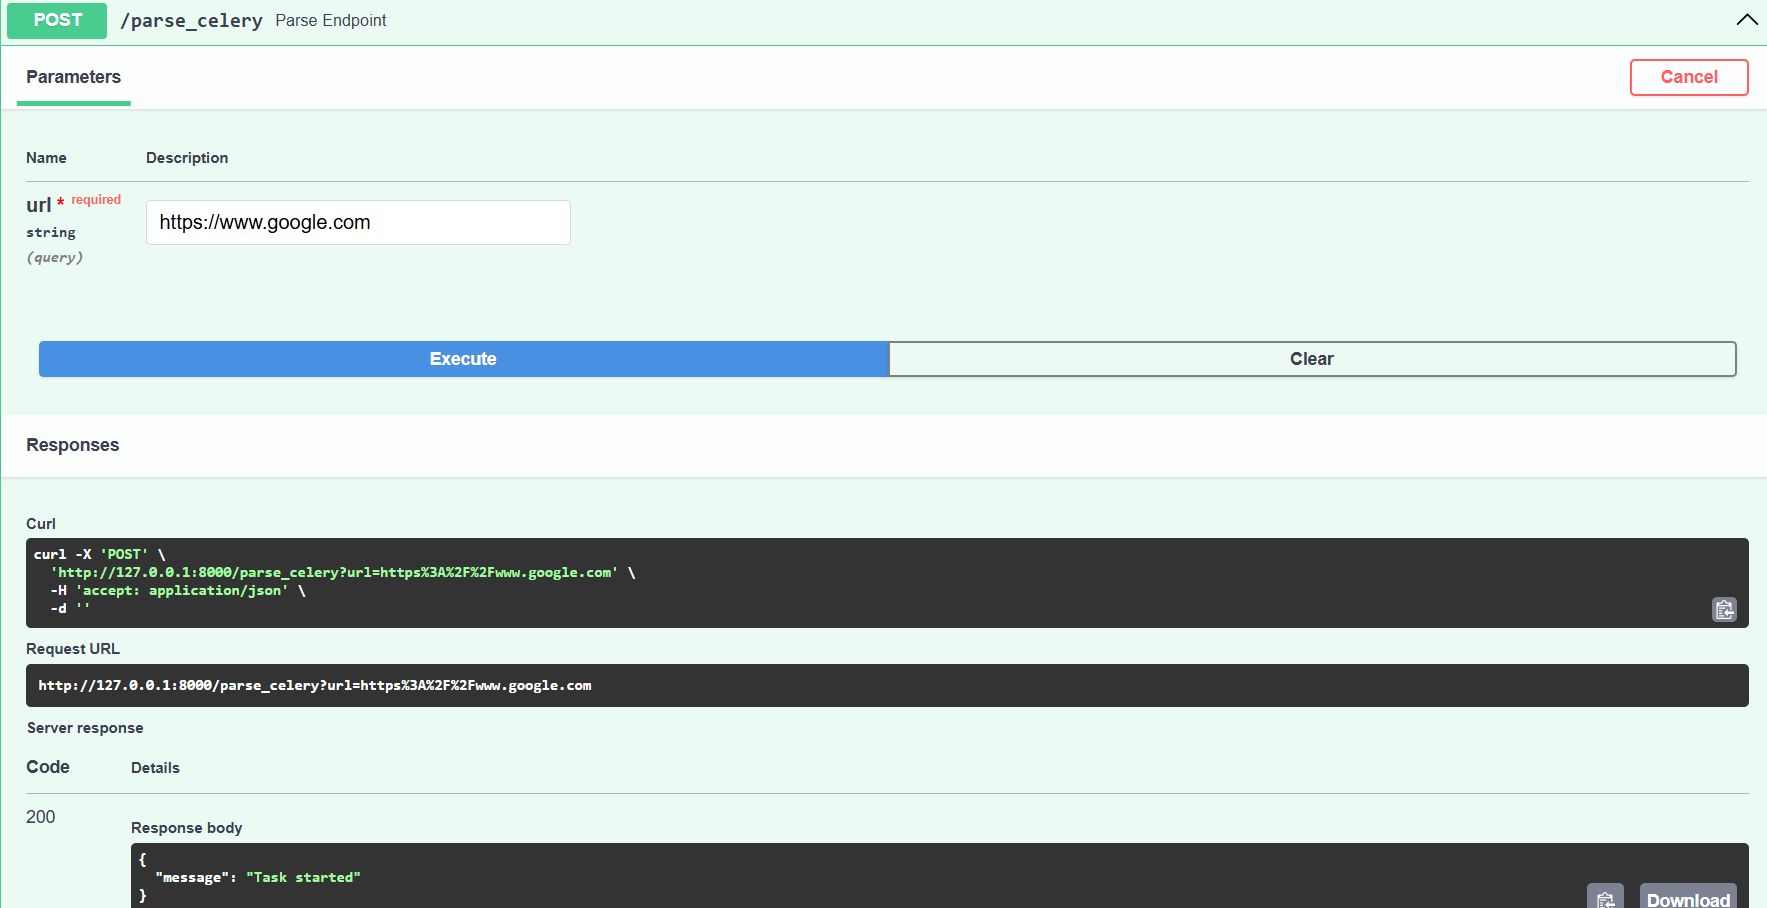 POST /parse_celery Parse Endpoint
Parameters
Cancel
Name Description
url * required
string
(query)
https://www.google.com
Execute
Clear
Responses
Curl
curl -X 'POST' \
  'http://127.0.0.1:8000/parse_celery?url=https%3A%2F%2Fwww.google.com' \
  -H 'accept: application/json' \
  -d ''
Request URL
http://127.0.0.1:8000/parse_celery?url=https%3A%2F%2Fwww.google.com
Server response
Code Details
200
Response body
{
  "message": "Task started"
}
Download